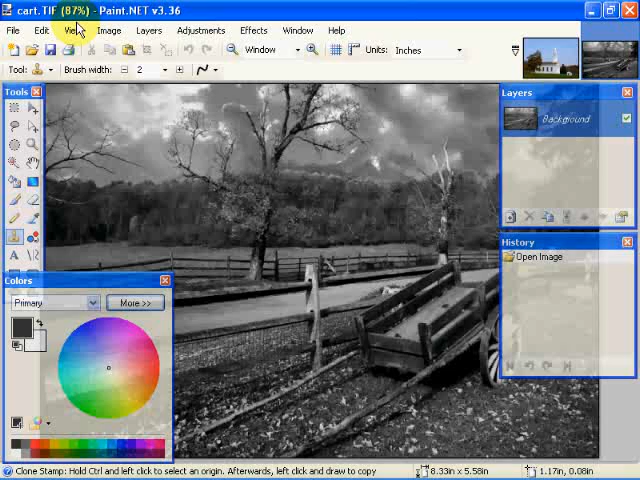 cart.TIF (87%) - Paint.NET v3.36
File Edit View Image Layers Adjustments Effects Window Help
Window Units: Inches
Tool: Brush width: 2
Tools
Layers
Background
History
Open Image
Colors
Primary More >>
Clone Stamp: Hold Ctrl and left click to select an origin. Afterwards, left click and draw to copy 8.33in x 5.58in 1.17in, 0.08in